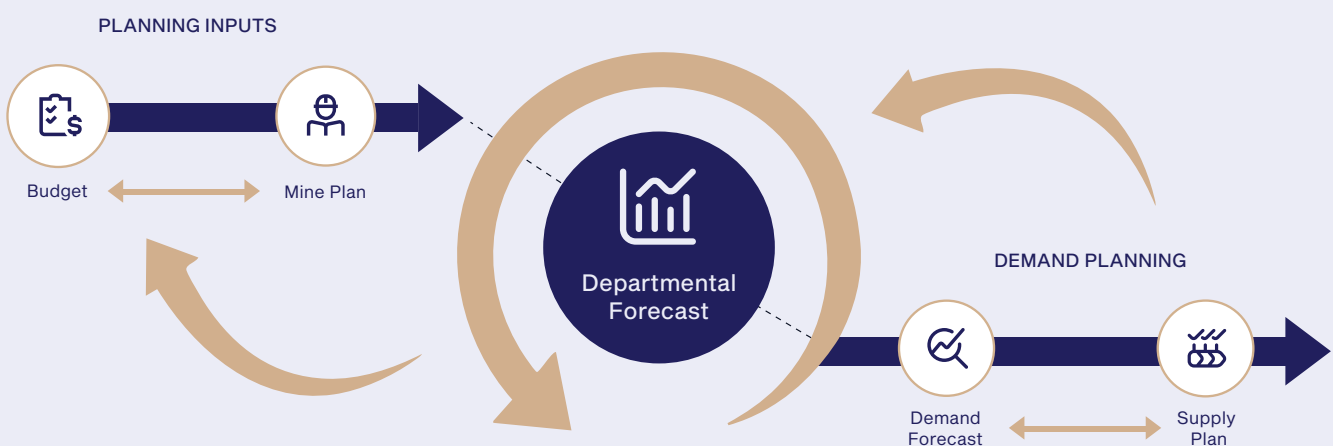 PLANNING INPUTS
Budget
Mine Plan
Departmental
Forecast
DEMAND PLANNING
Demand
Forecast
Supply
Plan